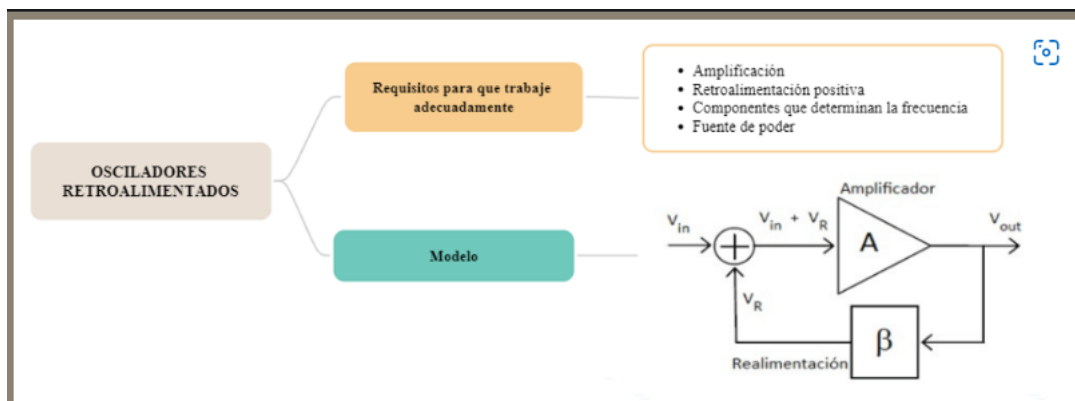 OSCILADORES
RETROALIMENTADOS
Requisitos para que trabaje
adecuadamente
• Amplificación
• Retroalimentación positiva
• Componentes que determinan la frecuencia
• Fuente de poder
Modelo
Amplificador
Vin
Vin + VR
A
Vout
VR
β
Realimentación